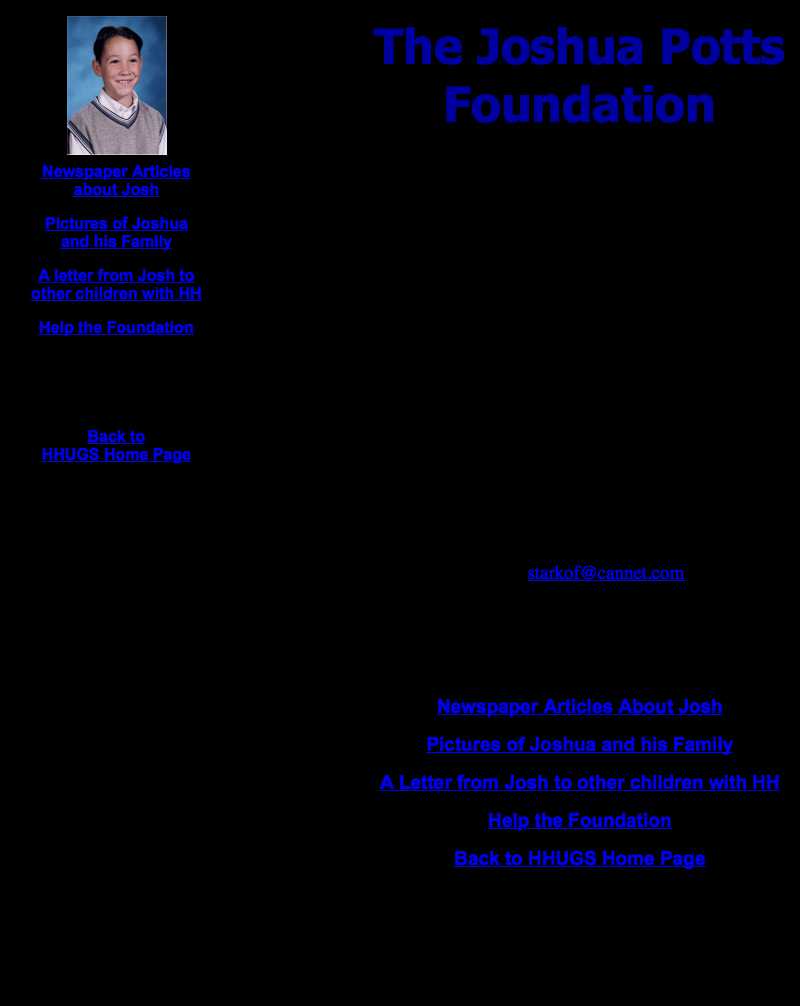 The Joshua Potts
Foundation
Newspaper Articles
about Josh
Pictures of Joshua
and his Family
A letter from Josh to
other children with HH
Help the Foundation
Back to
HHUGS Home Page
starkof@cannet.com
Newspaper Articles About Josh
Pictures of Joshua and his Family
A Letter from Josh to other children with HH
Help the Foundation
Back to HHUGS Home Page